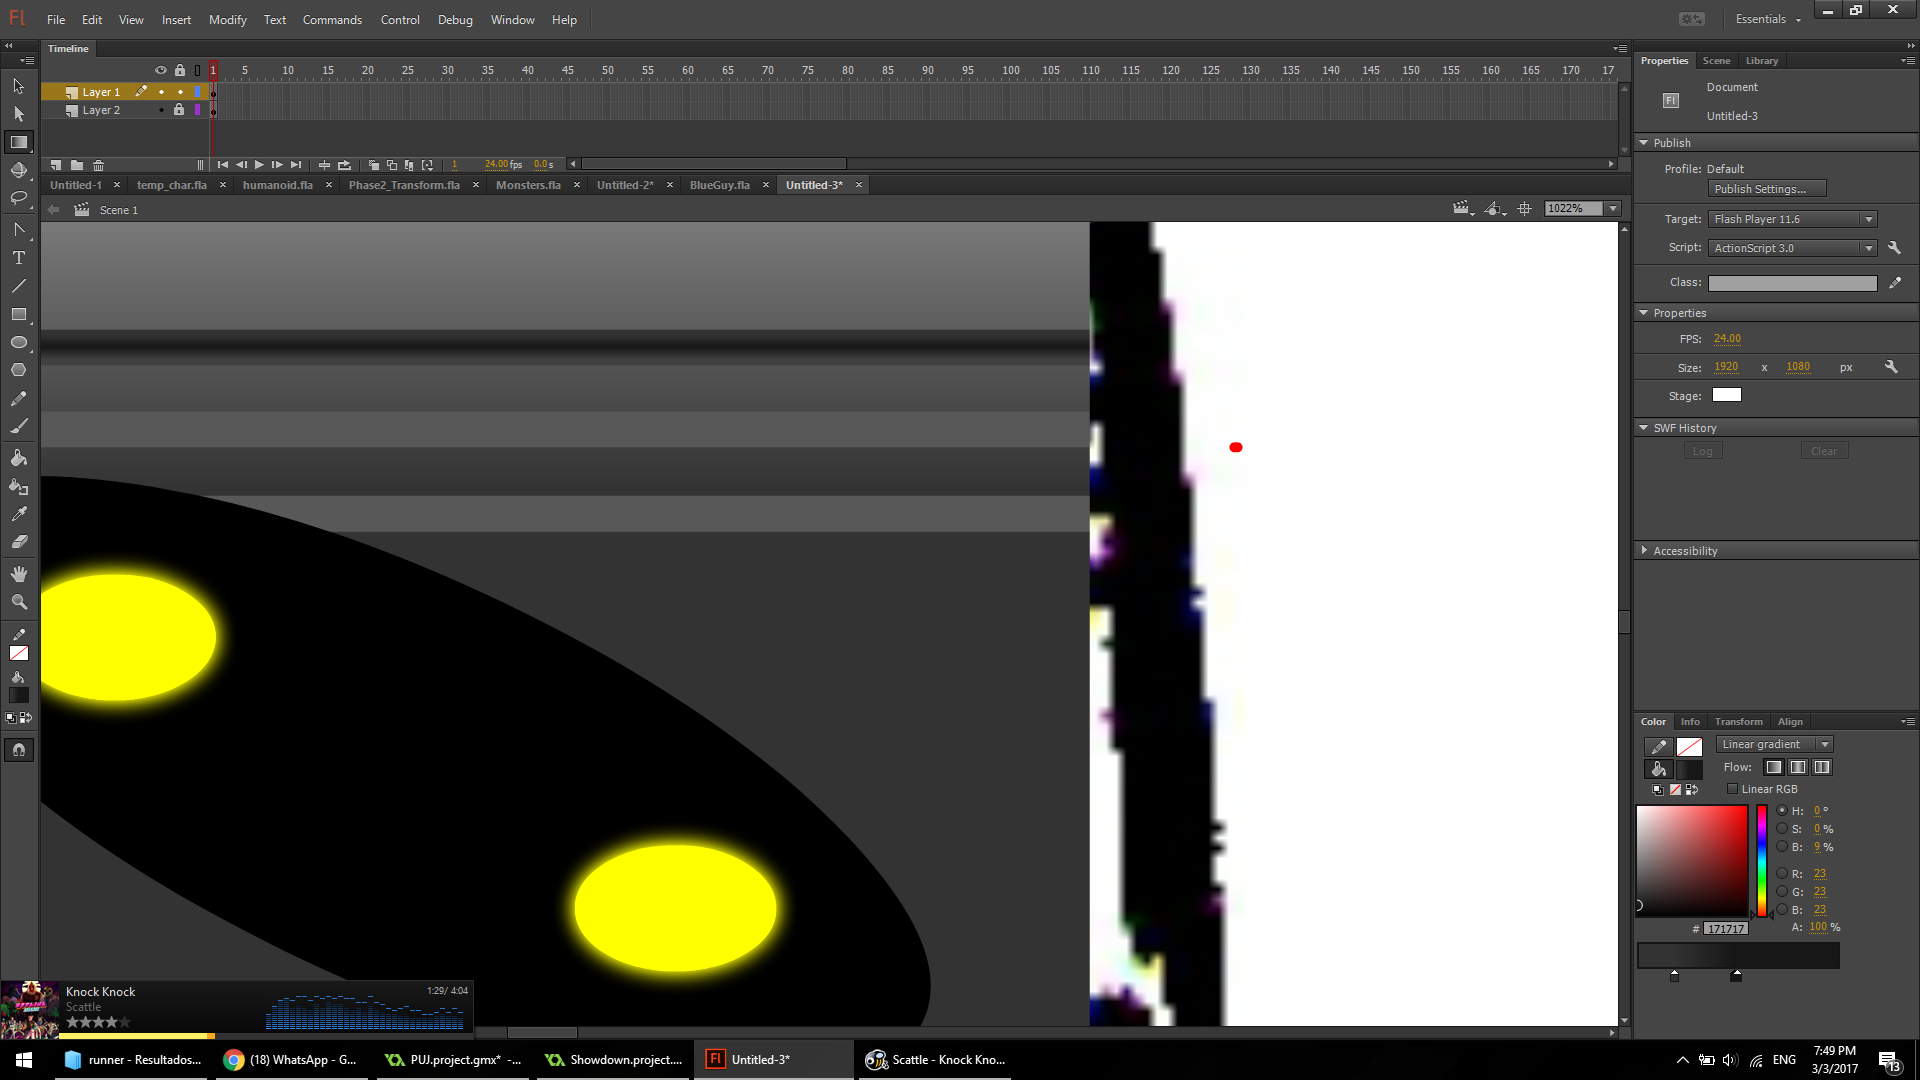 Fl File Edit View Insert Modify Text Commands Control Debug Window Help Essentials
Timeline
1 5 10 15 20 25 30 35 40 45 50 55 60 65 70 75 80 85 90 95 100 105 110 115 120 125 130 135 140 145 150 155 160 165 170 17
Layer 1
Layer 2
1 24.00 fps 0.0 s
Untitled-1 temp_char.fla humanoid.fla Phase2_Transform.fla Monsters.fla Untitled-2* BlueGuy.fla Untitled-3*
Scene 1 1022%
Properties Scene Library
Fl Document
Untitled-3
Publish
Profile: Default
Publish Settings...
Target: Flash Player 11.6
Script: ActionScript 3.0
Class:
Properties
FPS: 24.00
Size: 1920 x 1080 px
Stage:
SWF History
Log Clear
Accessibility
Color Info Transform Align
Linear gradient
Flow:
Linear RGB
H: 0 °
S: 0 %
B: 9 %
R: 23
G: 23
B: 23
# 171717 A: 100 %
Knock Knock 1:29/ 4:04
Scattle
runner - Resultados... (18) WhatsApp - G... PUJ.project.gmx* -... Showdown.project.... Fl Untitled-3* Scattle - Knock Kno... ENG
7:49 PM
3/3/2017
13